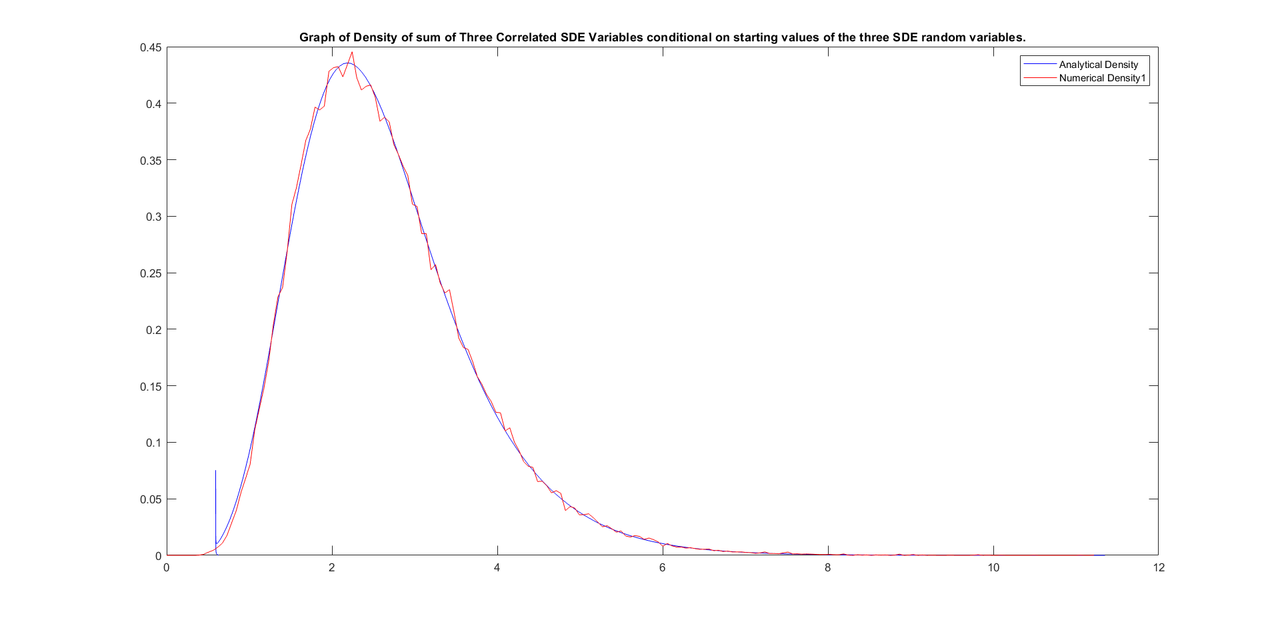 Graph of Density of sum of Three Correlated SDE Variables conditional on starting values of the three SDE random variables.
Analytical Density
Numerical Density1
0.45
0.4
0.35
0.3
0.25
0.2
0.15
0.1
0.05
0
0 2 4 6 8 10 12